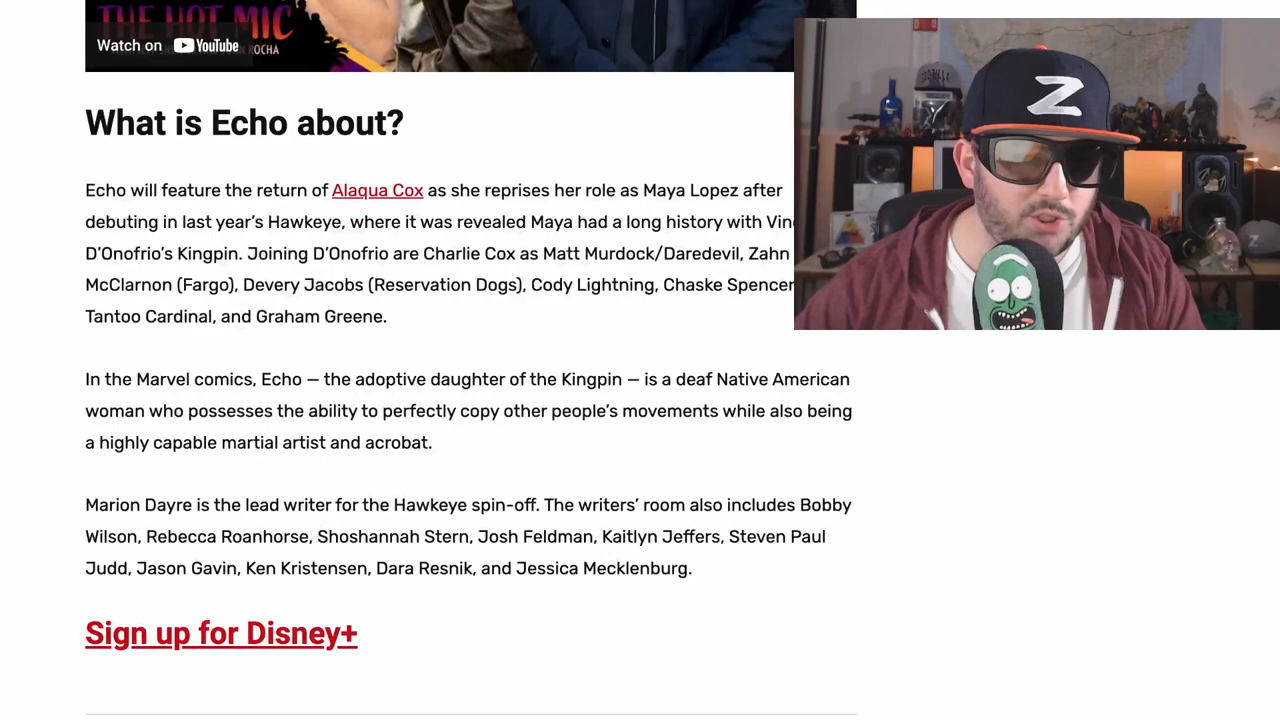 THE HOT MIC
Watch on YouTube
N ROCHA
What is Echo about?
Echo will feature the return of Alaqua Cox as she reprises her role as Maya Lopez after
debuting in last year’s Hawkeye, where it was revealed Maya had a long history with
D’Onofrio’s Kingpin. Joining D’Onofrio are Charlie Cox as Matt Murdock/Daredevil, Zahn
McClarnon (Fargo), Devery Jacobs (Reservation Dogs), Cody Lightning, Chaske Spencer
Tantoo Cardinal, and Graham Greene.
In the Marvel comics, Echo — the adoptive daughter of the Kingpin — is a deaf Native American
woman who possesses the ability to perfectly copy other people’s movements while also being
a highly capable martial artist and acrobat.
Marion Dayre is the lead writer for the Hawkeye spin-off. The writers’ room also includes Bobby
Wilson, Rebecca Roanhorse, Shoshannah Stern, Josh Feldman, Kaitlyn Jeffers, Steven Paul
Judd, Jason Gavin, Ken Kristensen, Dara Resnik, and Jessica Mecklenburg.
Sign up for Disney+
Z